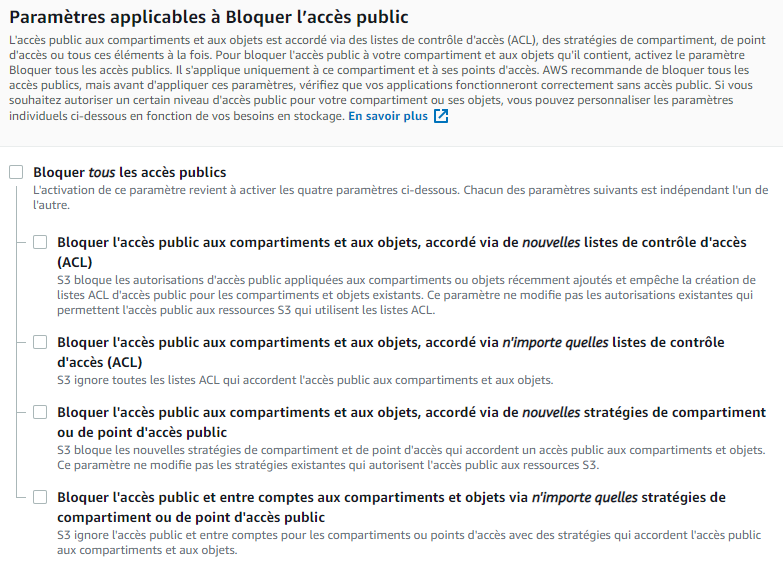 Paramètres applicables à Bloquer l’accès public
L'accès public aux compartiments et aux objets est accordé via des listes de contrôle d'accès (ACL), des stratégies de compartiment, de point
d'accès ou tous ces éléments à la fois. Pour bloquer l'accès public à votre compartiment et aux objets qu'il contient, activez le paramètre
Bloquer tous les accès publics. Il s'applique uniquement à ce compartiment et à ses points d'accès. AWS recommande de bloquer tous les
accès publics, mais avant d'appliquer ces paramètres, vérifiez que vos applications fonctionneront correctement sans accès public. Si vous
souhaitez autoriser un certain niveau d'accès public pour votre compartiment ou ses objets, vous pouvez personnaliser les paramètres
individuels ci-dessous en fonction de vos besoins en stockage. En savoir plus
Bloquer tous les accès publics
L'activation de ce paramètre revient à activer les quatre paramètres ci-dessous. Chacun des paramètres suivants est indépendant l'un de
l'autre.
Bloquer l'accès public aux compartiments et aux objets, accordé via de nouvelles listes de contrôle d'accès
(ACL)
S3 bloque les autorisations d'accès public appliquées aux compartiments ou objets récemment ajoutés et empêche la création de
listes ACL d'accès public pour les compartiments et objets existants. Ce paramètre ne modifie pas les autorisations existantes qui
permettent l'accès public aux ressources S3 qui utilisent les listes ACL.
Bloquer l'accès public aux compartiments et aux objets, accordé via n'importe quelles listes de contrôle
d'accès (ACL)
S3 ignore toutes les listes ACL qui accordent l'accès public aux compartiments et aux objets.
Bloquer l'accès public aux compartiments et aux objets, accordé via de nouvelles stratégies de compartiment
ou de point d'accès public
S3 bloque les nouvelles stratégies de compartiment et de point d'accès qui accordent un accès public aux compartiments et objets.
Ce paramètre ne modifie pas les stratégies existantes qui autorisent l'accès public aux ressources S3.
Bloquer l'accès public et entre comptes aux compartiments et objets via n'importe quelles stratégies de
compartiment ou de point d'accès public
S3 ignore l'accès public et entre comptes pour les compartiments ou points d'accès avec des stratégies qui accordent l'accès public
aux compartiments et aux objets.